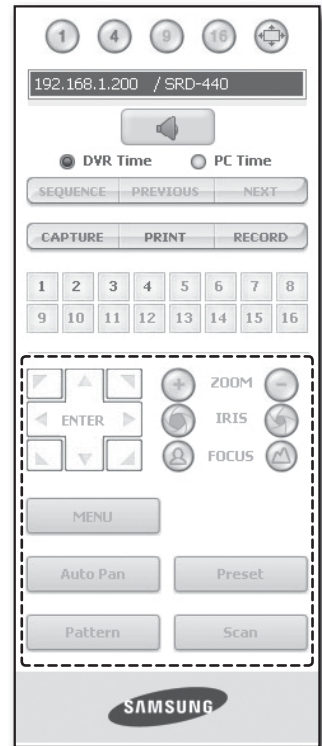 1 4 9 16
192.168.1.200 / SRD-440
DVR Time PC Time
SEQUENCE PREVIOUS NEXT
CAPTURE PRINT RECORD
1 2 3 4 5 6 7 8
9 10 11 12 13 14 15 16
ZOOM
ENTER IRIS
FOCUS
MENU
Auto Pan Preset
Pattern Scan
SAMSUNG